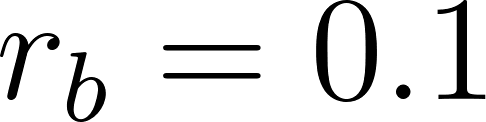 r_b = 0.1